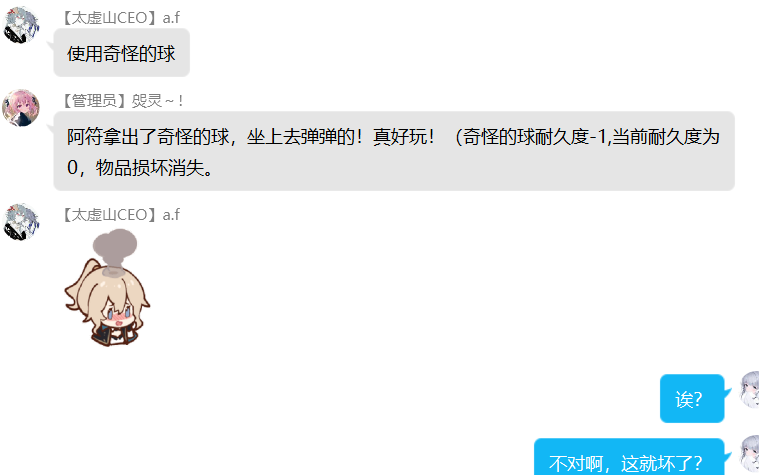 【太虚山CEO】a.f
使用奇怪的球
【管理员】煲灵~！
阿符拿出了奇怪的球，坐上去弹弹的！真好玩！（奇怪的球耐久度-1,当前耐久度为
0，物品损坏消失。
【太虚山CEO】a.f
诶？
不对啊，这就坏了？